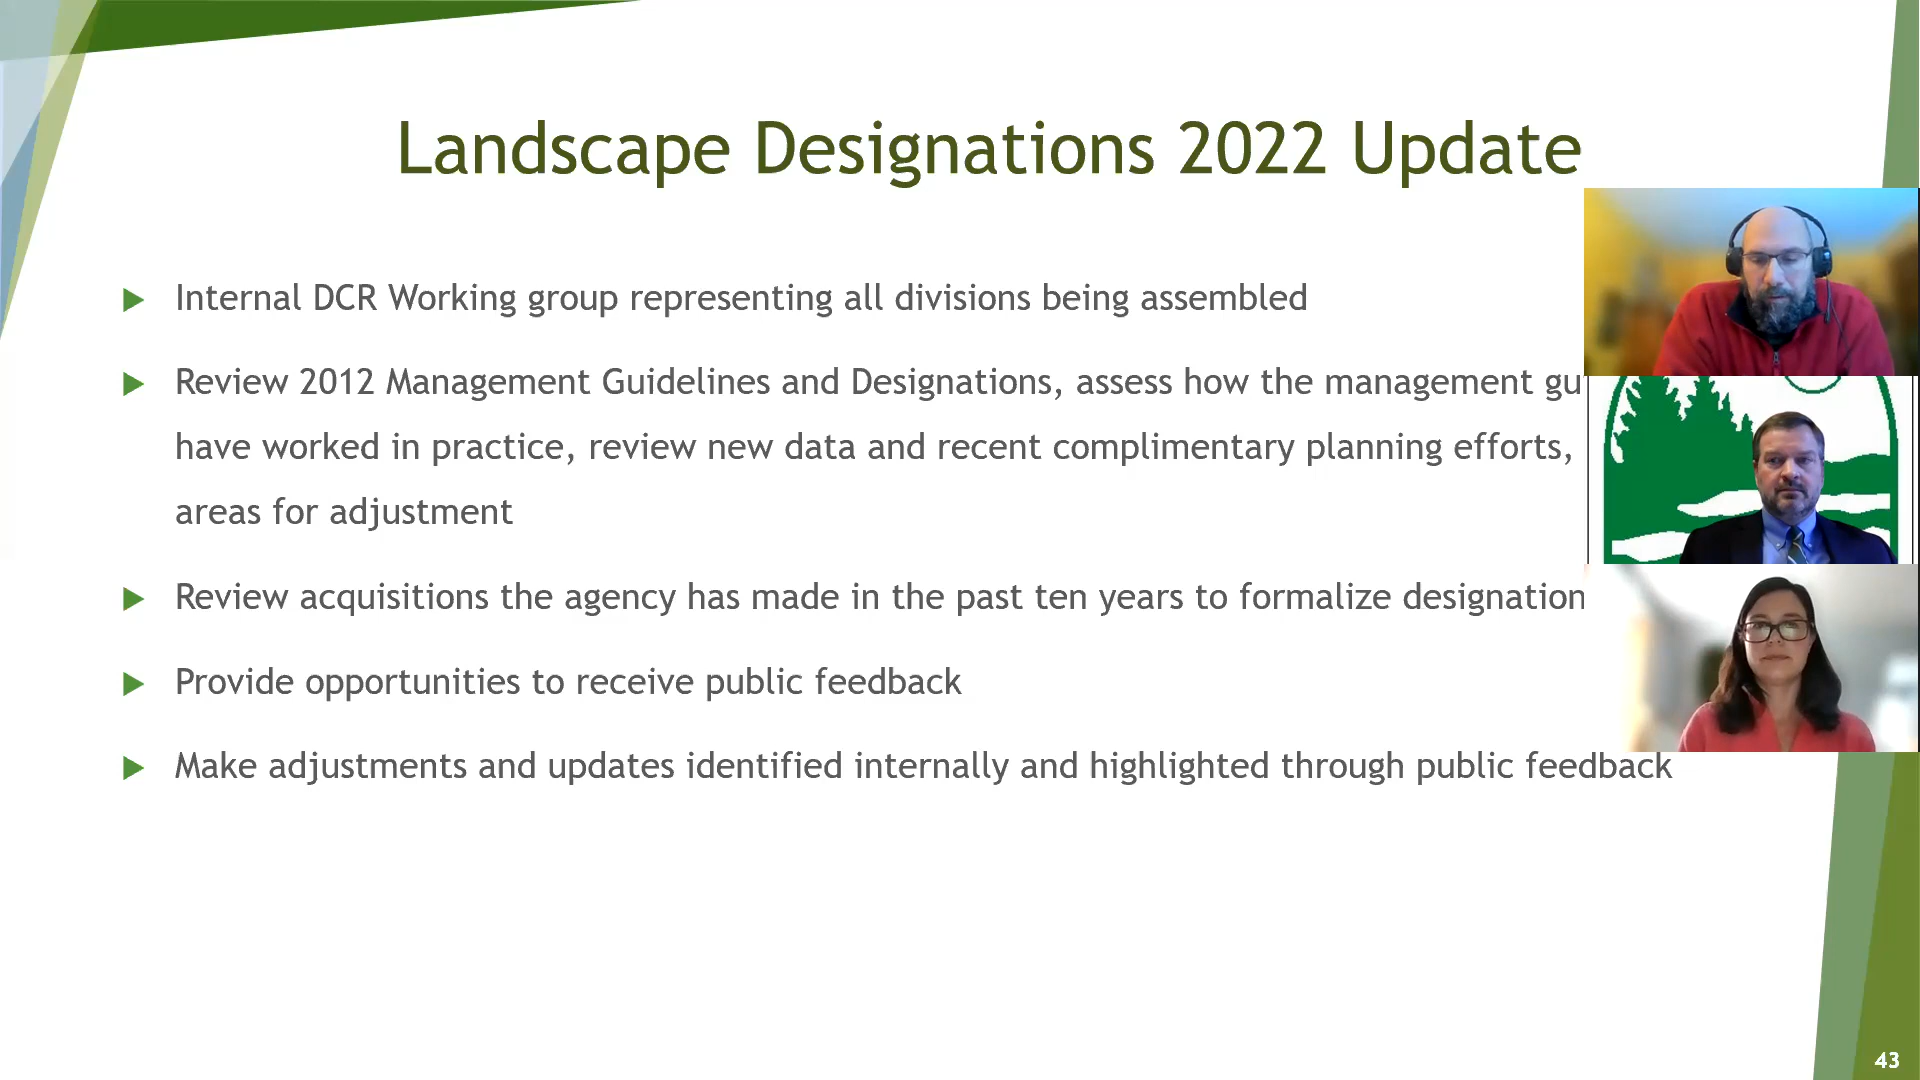 Landscape Designations 2022 Update
Internal DCR Working group representing all divisions being assembled
Review 2012 Management Guidelines and Designations, assess how the management
have worked in practice, review new data and recent complimentary planning efforts,
areas for adjustment
Review acquisitions the agency has made in the past ten years to formalize designation
Provide opportunities to receive public feedback
Make adjustments and updates identified internally and highlighted through public feedback
43